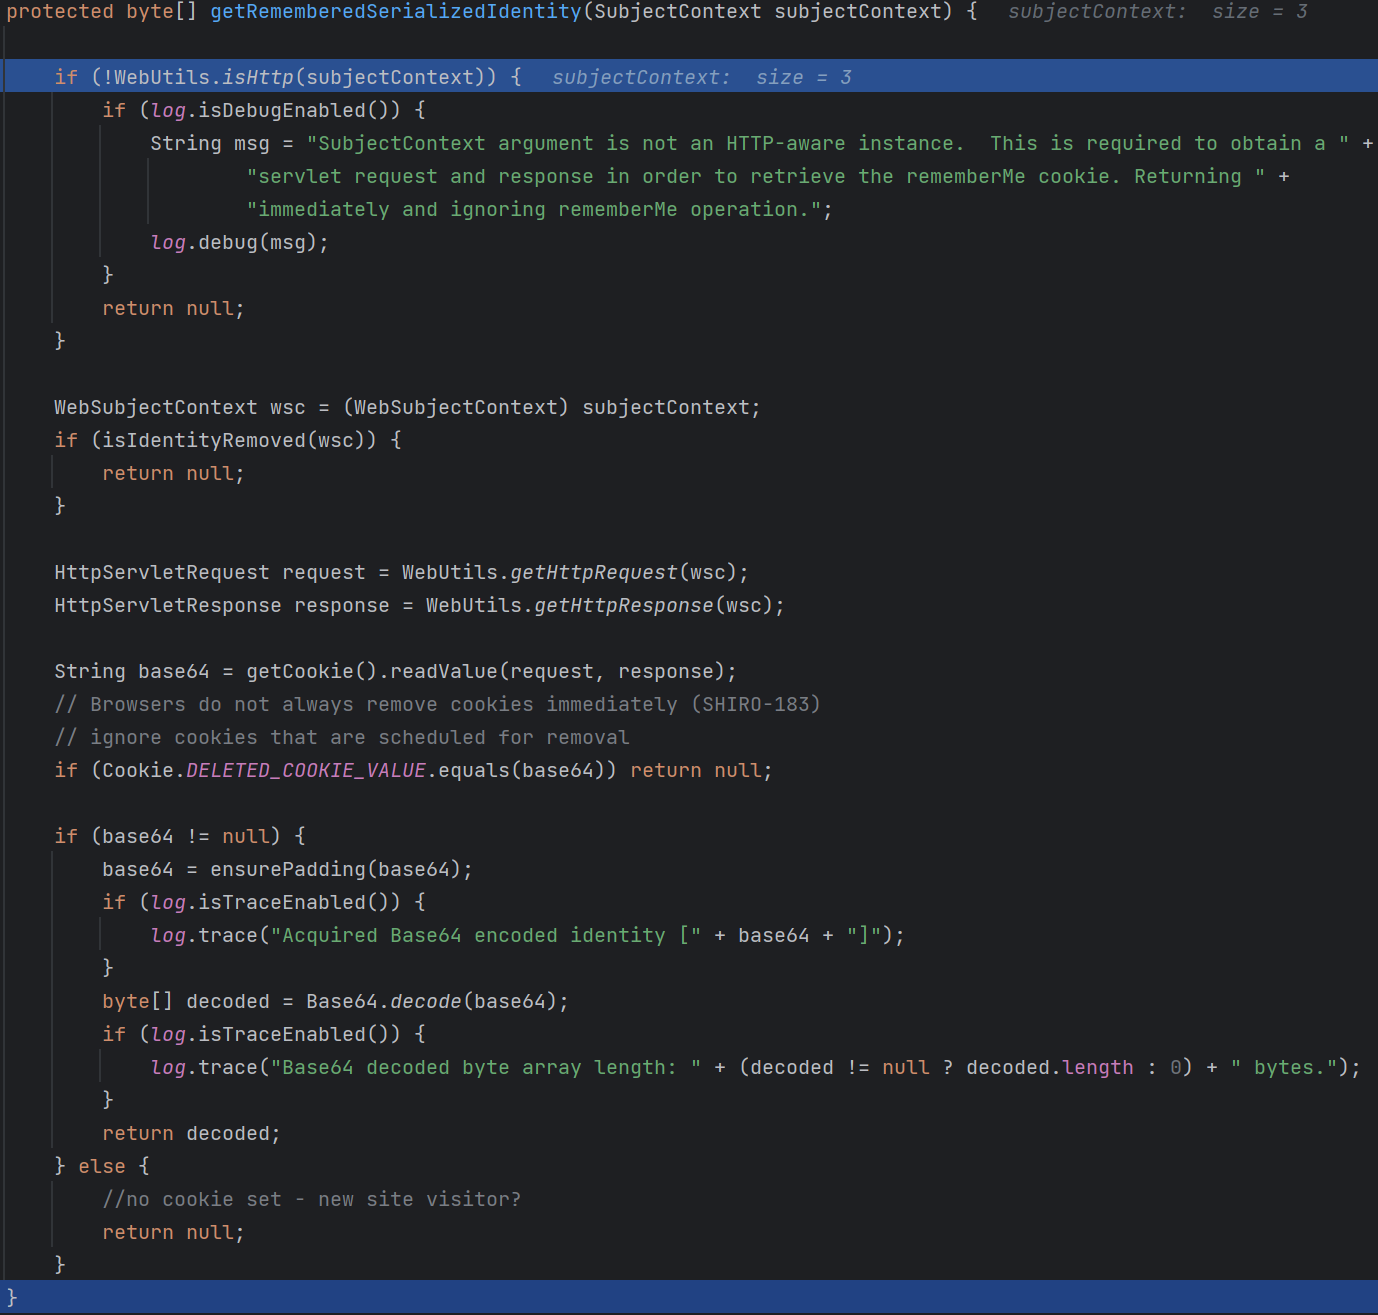 protected byte[] getRememberedSerializedIdentity(SubjectContext subjectContext) {   subjectContext:  size = 3
    if (!WebUtils.isHttp(subjectContext)) {   subjectContext:  size = 3
        if (log.isDebugEnabled()) {
            String msg = "SubjectContext argument is not an HTTP-aware instance.  This is required to obtain a " +
                    "servlet request and response in order to retrieve the rememberMe cookie. Returning " +
                    "immediately and ignoring rememberMe operation.";
            log.debug(msg);
        }
        return null;
    }
    WebSubjectContext wsc = (WebSubjectContext) subjectContext;
    if (isIdentityRemoved(wsc)) {
        return null;
    }
    HttpServletRequest request = WebUtils.getHttpRequest(wsc);
    HttpServletResponse response = WebUtils.getHttpResponse(wsc);
    String base64 = getCookie().readValue(request, response);
    // Browsers do not always remove cookies immediately (SHIRO-183)
    // ignore cookies that are scheduled for removal
    if (Cookie.DELETED_COOKIE_VALUE.equals(base64)) return null;
    if (base64 != null) {
        base64 = ensurePadding(base64);
        if (log.isTraceEnabled()) {
            log.trace("Acquired Base64 encoded identity [" + base64 + "]");
        }
        byte[] decoded = Base64.decode(base64);
        if (log.isTraceEnabled()) {
            log.trace("Base64 decoded byte array length: " + (decoded != null ? decoded.length : 0) + " bytes.");
        }
        return decoded;
    } else {
        //no cookie set - new site visitor?
        return null;
    }
}